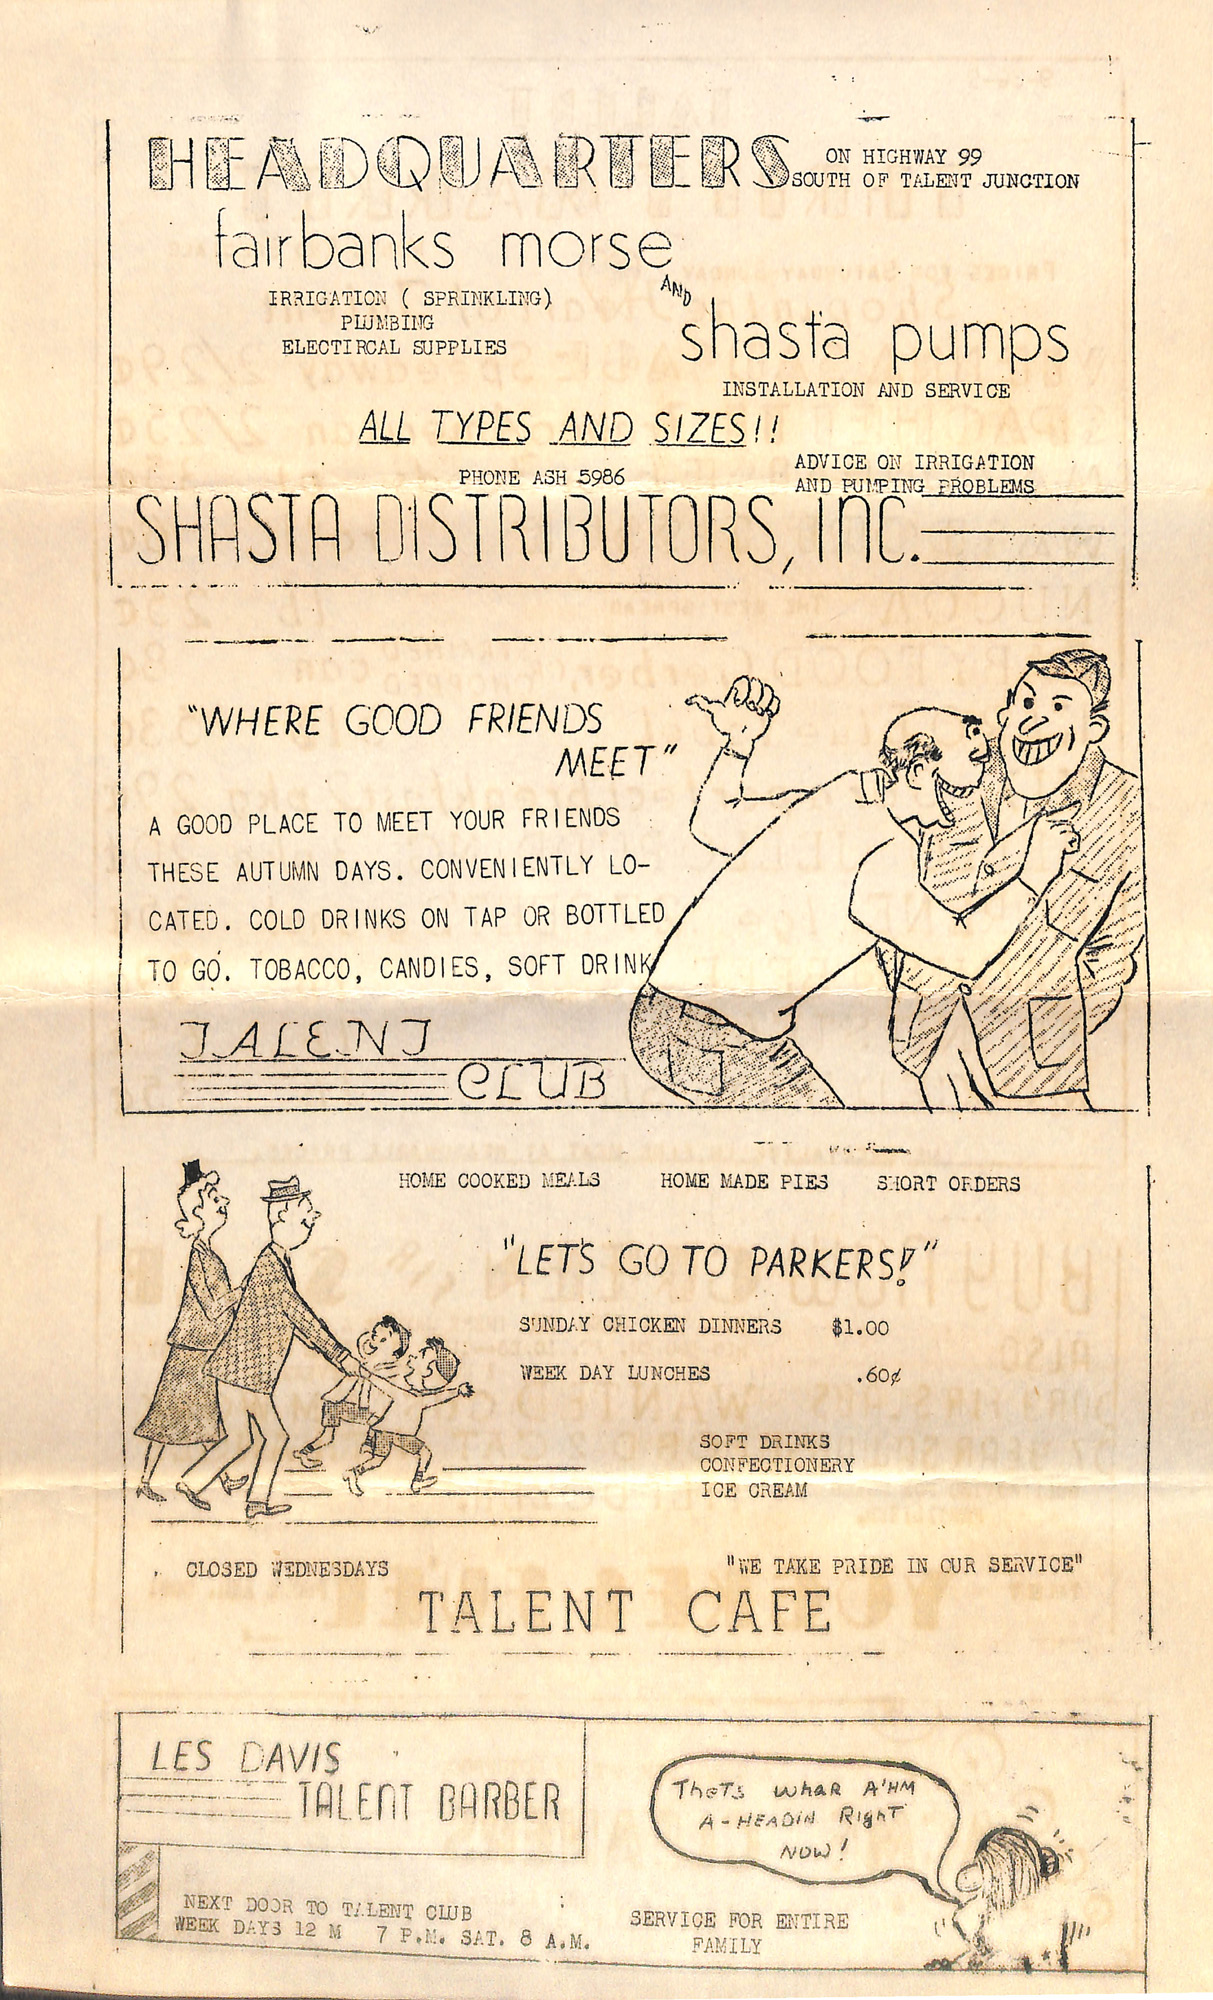 HEADQUARTERS
ON HIGHWAY 99
SOUTH OF TALENT JUNCTION
fairbanks morse
IRRIGATION ( SPRINKLING)
PLUMBING
ELECTIRCAL SUPPLIES
AND
shasta pumps
INSTALLATION AND SERVICE
ALL TYPES AND SIZES!!
PHONE ASH 5986
ADVICE ON IRRIGATION
AND PUMPING PROBLEMS
SHASTA DISTRIBUTORS, INC.
"WHERE GOOD FRIENDS
MEET"
A GOOD PLACE TO MEET YOUR FRIENDS
THESE AUTUMN DAYS. CONVENIENTLY LO-
CATED. COLD DRINKS ON TAP OR BOTTLED
TO GO. TOBACCO, CANDIES, SOFT DRINK
TALENT
CLUB
HOME COOKED MEALS HOME MADE PIES SHORT ORDERS
"LET'S GO TO PARKERS!"
SUNDAY CHICKEN DINNERS $1.00
WEEK DAY LUNCHES .60¢
SOFT DRINKS
CONFECTIONERY
ICE CREAM
CLOSED WEDNESDAYS
"WE TAKE PRIDE IN OUR SERVICE"
TALENT CAFE
LES DAVIS
TALENT BARBER
NEXT DOOR TO TALENT CLUB
WEEK DAYS 12 M 7 P.M. SAT. 8 A.M.
ThaTs whaR A'HM
A-HEADIN RighT
NOW!
SERVICE FOR ENTIRE
FAMILY